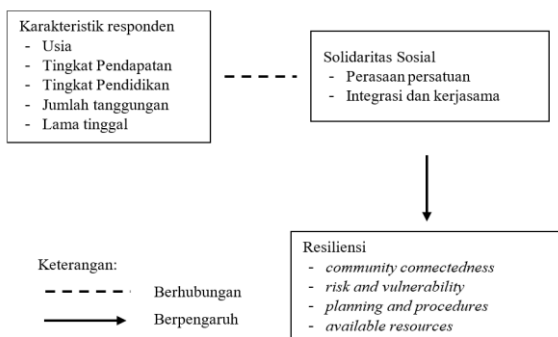 Karakteristik responden
- Usia
- Tingkat Pendapatan
- Tingkat Pendidikan
- Jumlah tanggungan
- Lama tinggal
Solidaritas Sosial
- Perasaan persatuan
- Integrasi dan kerjasama
Resiliensi
- community connectedness
- risk and vulnerability
- planning and procedures
- available resources
Keterangan:
Berhubungan
Berpengaruh